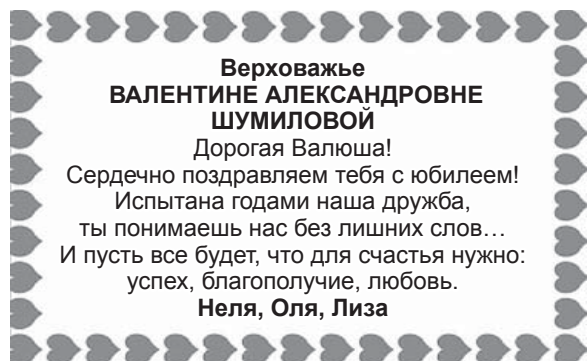 Верховажье
ВАЛЕНТИНЕ АЛЕКСАНДРОВНЕ
ШУМИЛОВОЙ
Дорогая Валюша!
Сердечно поздравляем тебя с юбилеем!
Испытана годами наша дружба,
ты понимаешь нас без лишних слов…
И пусть все будет, что для счастья нужно:
успех, благополучие, любовь.
Неля, Оля, Лиза